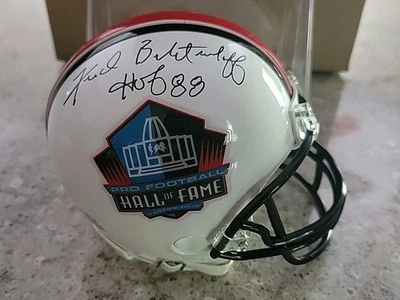 Fred Biletnikoff
HOF 88
PRO FOOTBALL
HALL OF FAME